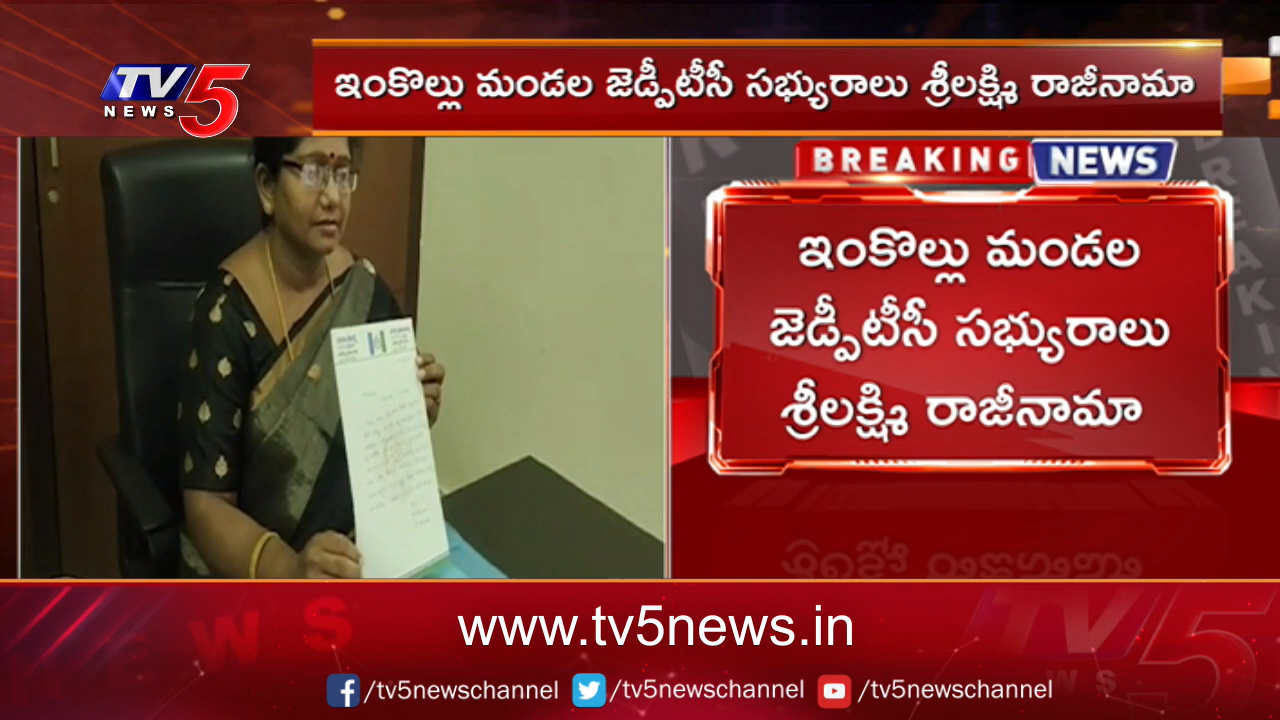 TV5
NEWS
ఇంకొల్లు మండల జెడ్పీటీసీ సభ్యురాలు శ్రీలక్ష్మి రాజీనామా
BREAKING NEWS
ఇంకొల్లు మండల
జెడ్పీటీసీ సభ్యురాలు
శ్రీలక్ష్మి రాజీనామా
www.tv5news.in
/tv5newschannel /tv5newschannel /tv5newschannel